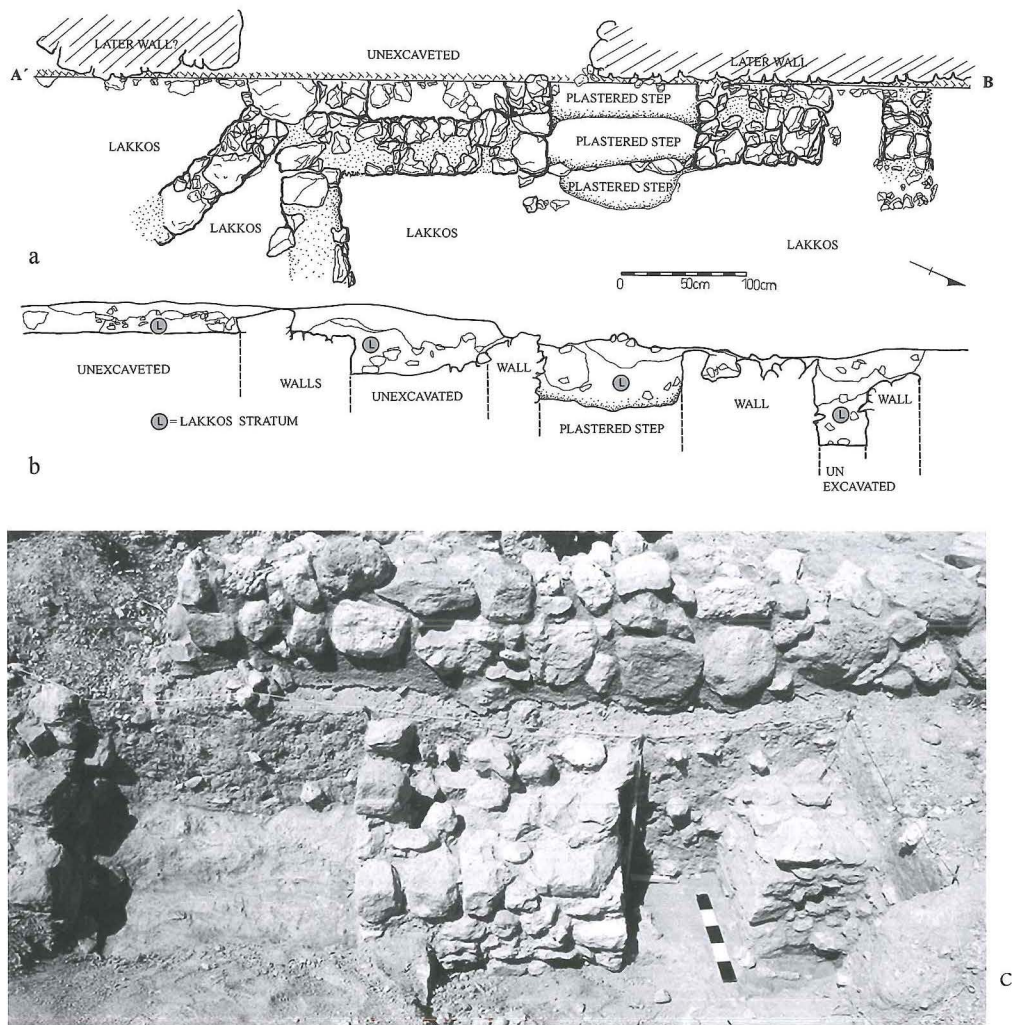 a
LATER WALL?
UNEXCAVETED
LATER WALL
A´
B
PLASTERED STEP
PLASTERED STEP
PLASTERED STEP?
LAKKOS
LAKKOS
LAKKOS
LAKKOS
0 50cm 100cm
b
L
L
L
L
UNEXCAVETED
WALLS
UNEXCAVATED
WALL
PLASTERED STEP
WALL
WALL
UN
EXCAVATED
L = LAKKOS STRATUM
C